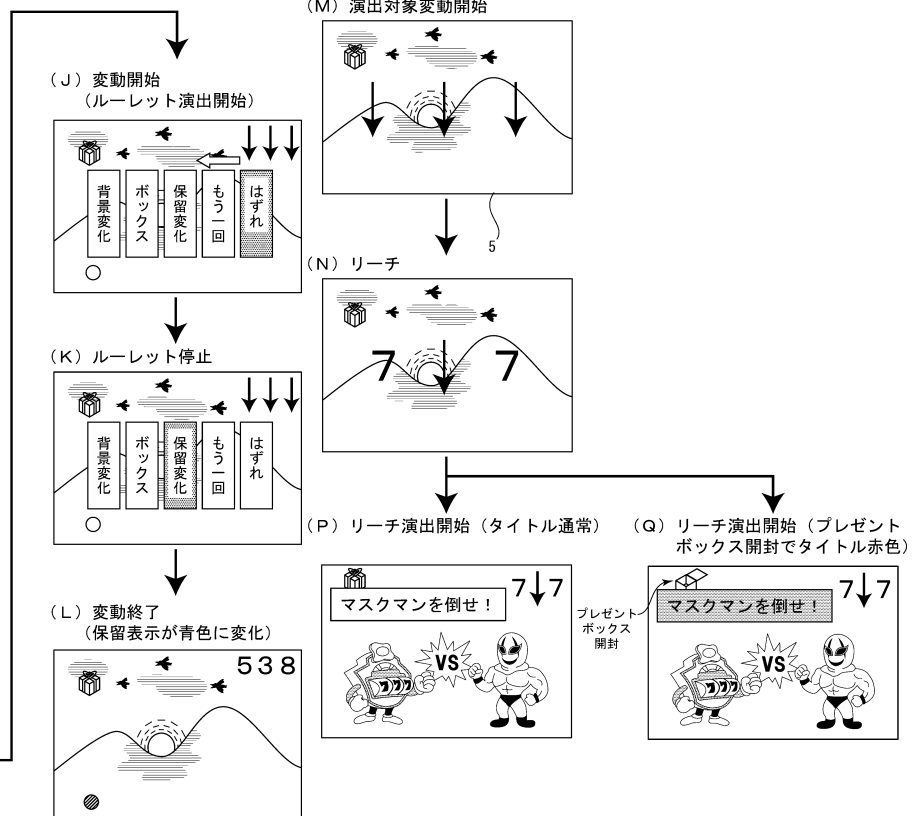 （J）変動開始
（ルーレット演出開始）
背景変化
ボックス
保留変化
もう一回
はずれ
（K）ルーレット停止
背景変化
ボックス
保留変化
もう一回
はずれ
（L）変動終了
（保留表示が青色に変化）
538
（M）演出対象変動開始
5
（N）リーチ
7 7
（P）リーチ演出開始（タイトル通常）
7 7
マスクマンを倒せ！
VS
777
（Q）リーチ演出開始（プレゼント
ボックス開封でタイトル赤色）
7 7
マスクマンを倒せ！
プレゼント
ボックス
開封
VS
777